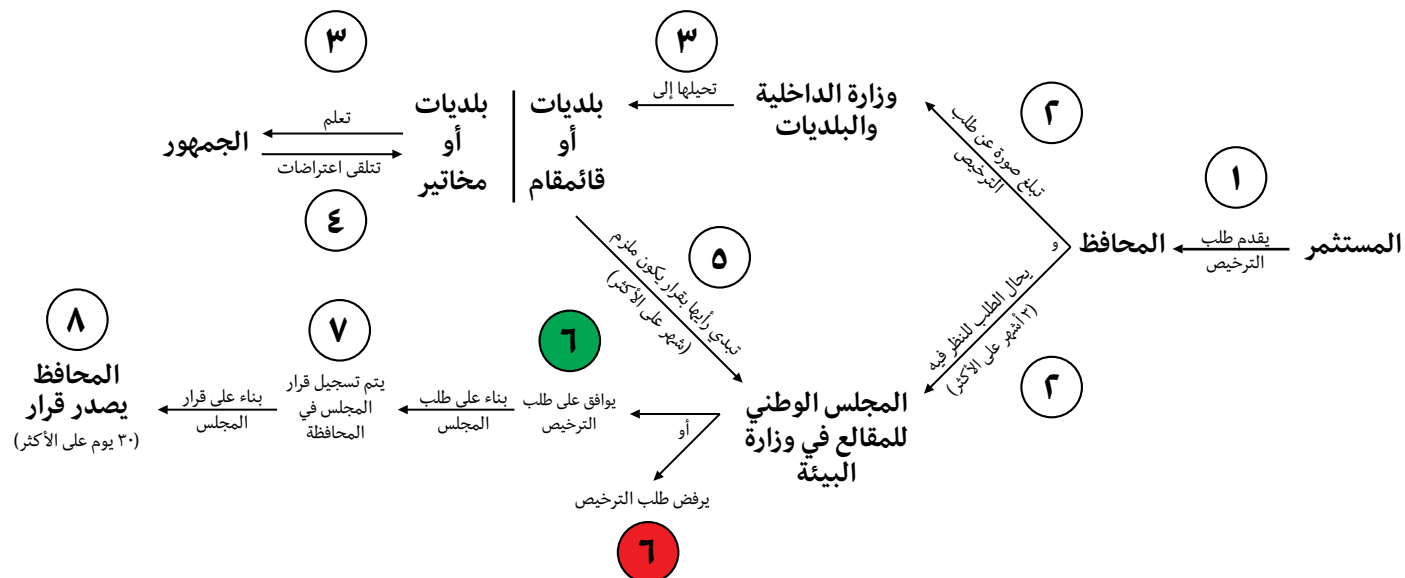 ١
المستثمر
يقدم طلب
الترخيص
المحافظ
٢
تبلغ صورة عن طلب
الترخيص
و
يحال الطلب للنظر فيه
(٣ أشهر على الأكثر)
٢
وزارة الداخلية
والبلديات
٣
تحيلها إلى
بلديات
أو
قائمقام
بلديات
أو
مخاتير
٣
تعلم
تتلقى اعتراضات
٤
الجمهور
٥
تبدي رأيها بقرار يكون ملزم
(شهر على الأكثر)
المجلس الوطني
للمقالع في وزارة
البيئة
أو
٦
يوافق على طلب
الترخيص
يرفض طلب الترخيص
٦
بناء على طلب
المجلس
٧
يتم تسجيل قرار
المجلس في
المحافظة
بناء على قرار
المجلس
٨
المحافظ
يصدر قرار
(٣٠ يوم على الأكثر)